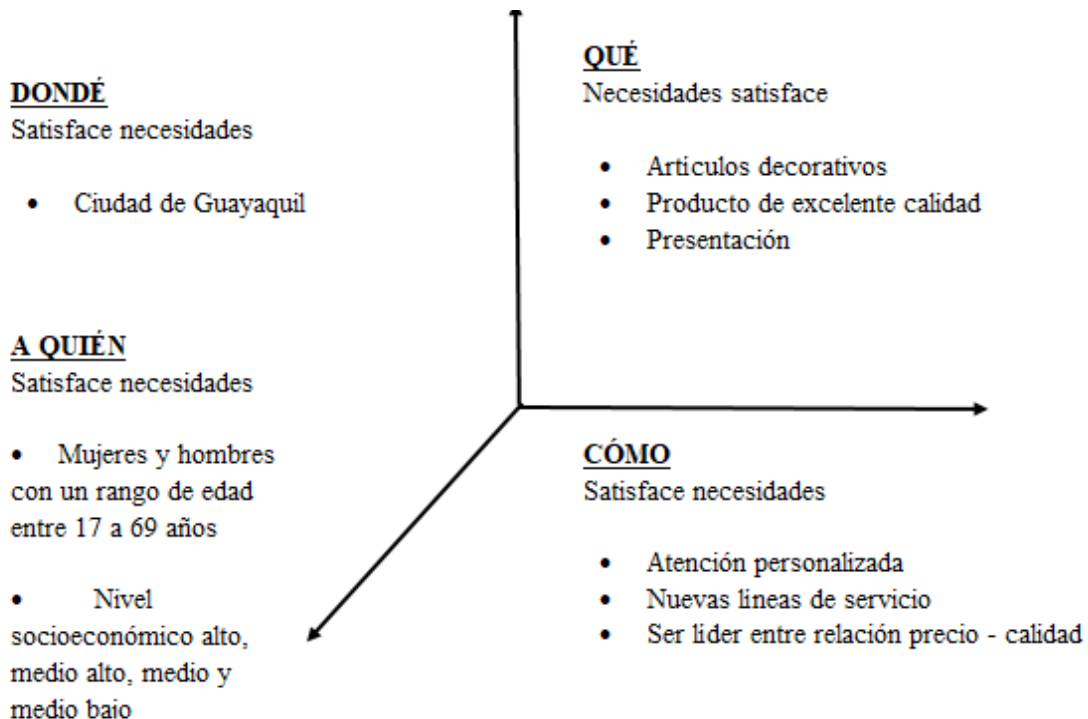 DONDÉ
Satisface necesidades
• Ciudad de Guayaquil
QUÉ
Necesidades satisface
• Articulos decorativos
• Producto de excelente calidad
• Presentación
A QUIÉN
Satisface necesidades
• Mujeres y hombres
con un rango de edad
entre 17 a 69 años
• Nivel
socioeconómico alto,
medio alto, medio y
medio bajo
CÓMO
Satisface necesidades
• Atención personalizada
• Nuevas lineas de servicio
• Ser lider entre relación precio - calidad